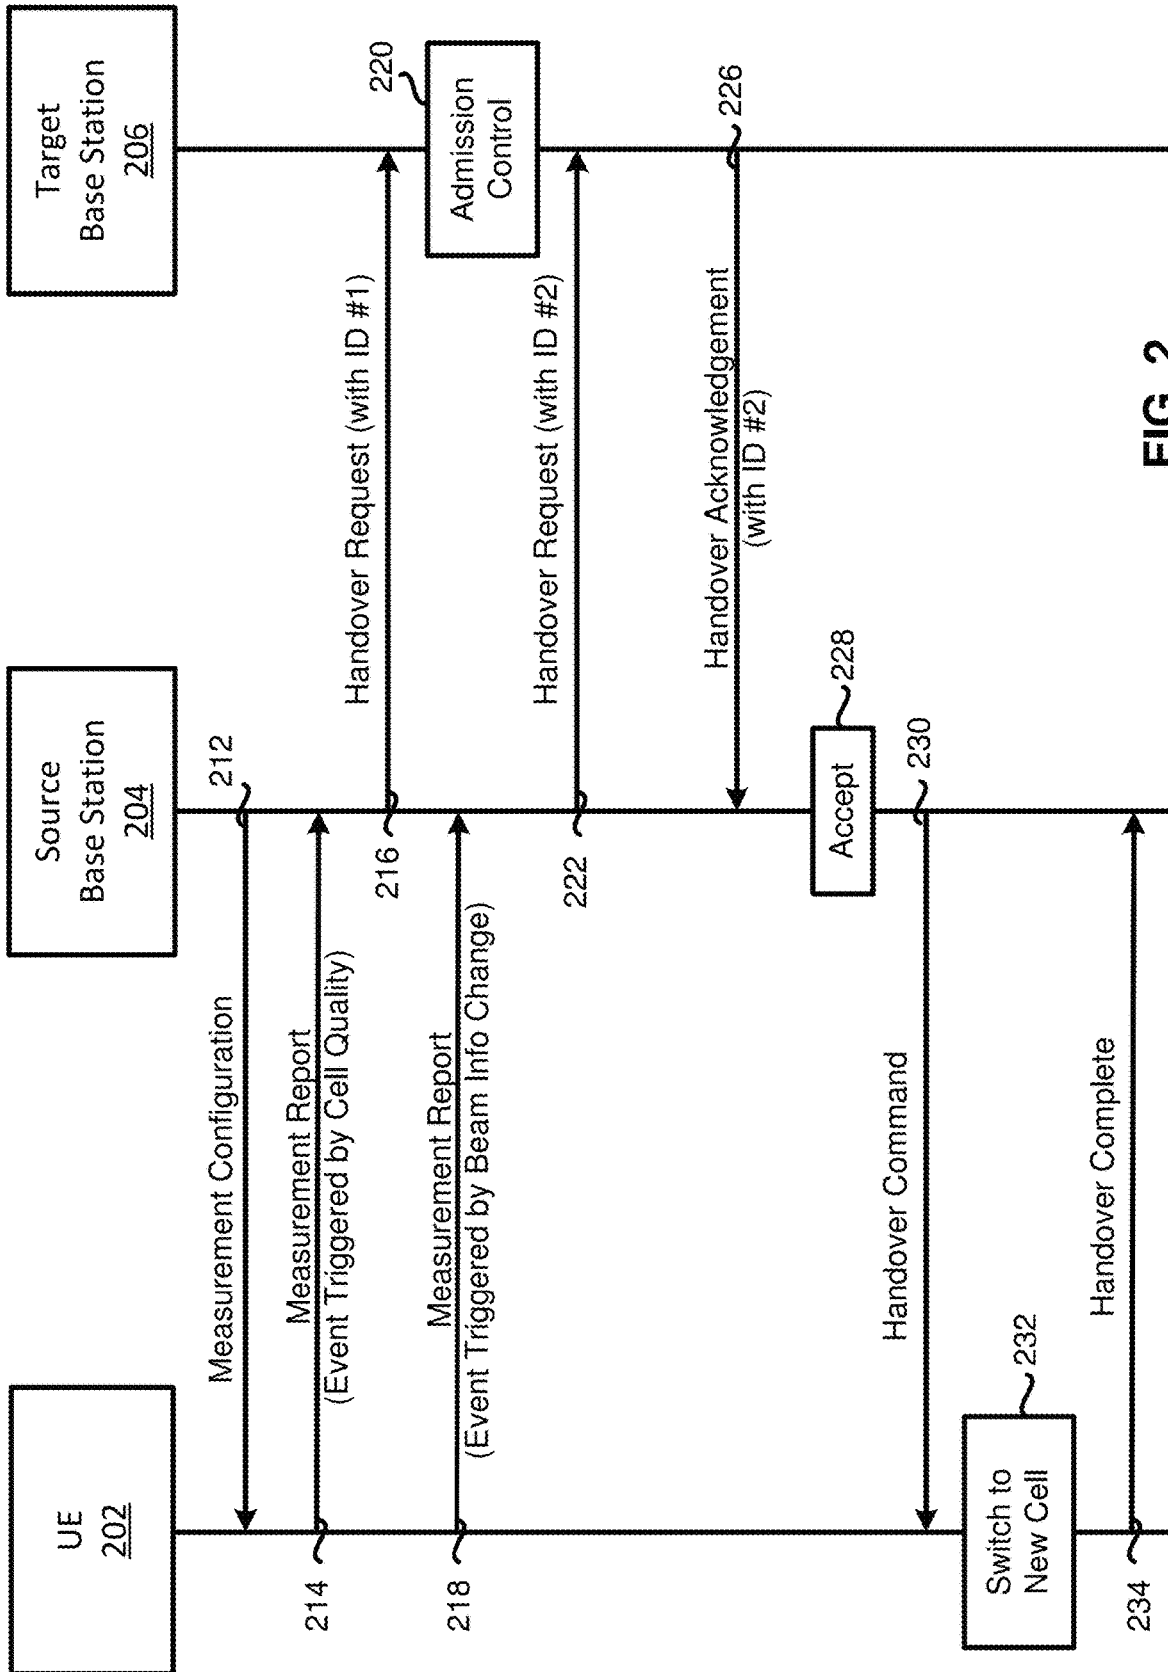 UE
202
Source
Base Station
204
Target
Base Station
206
212
Measurement Configuration
214
Measurement Report
(Event Triggered by Cell Quality)
216
Handover Request (with ID #1)
218
Measurement Report
(Event Triggered by Beam Info Change)
220
Admission
Control
222
Handover Request (with ID #2)
226
Handover Acknowledgement
(with ID #2)
Accept
228
230
Handover Command
Switch to
New Cell
232
234
Handover Complete
FIG. 2